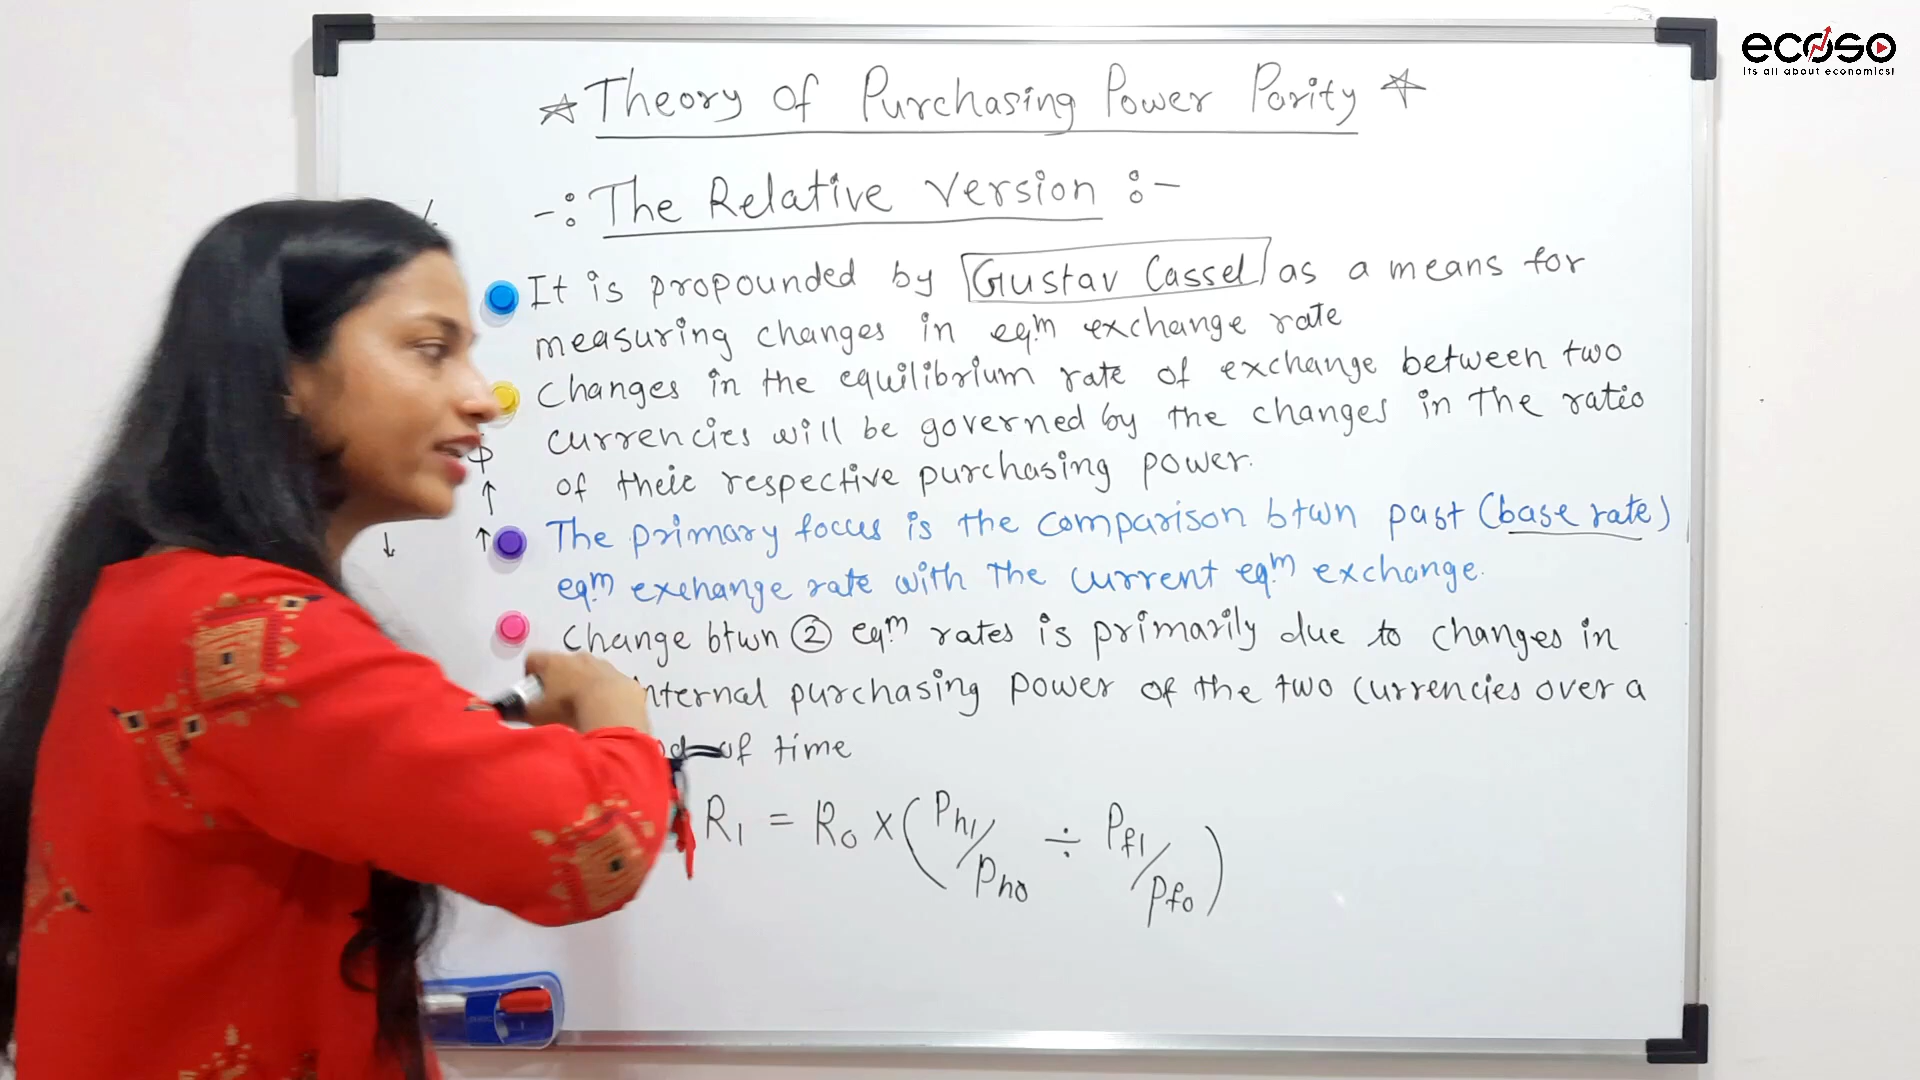 ecoso
its all about economics!
☆ Theory Of Purchasing Power Parity ☆
-: The Relative Version :-
It is propounded by Gustav Cassel as a means for
measuring changes in eqm exchange rate
changes in the equilibrium rate of exchange between two
currencies will be governed by the changes in the ratio
of their respective purchasing power.
↑
The primary focus is the comparison btwn past (base rate)
↑
↓
eqm exchange rate with the current eqm exchange.
change btwn ② eqm rates is primarily due to changes in
internal purchasing power of the two currencies over a
of time
R1 = R0 × (Ph1/Ph0 ÷ Pf1/Pf0)